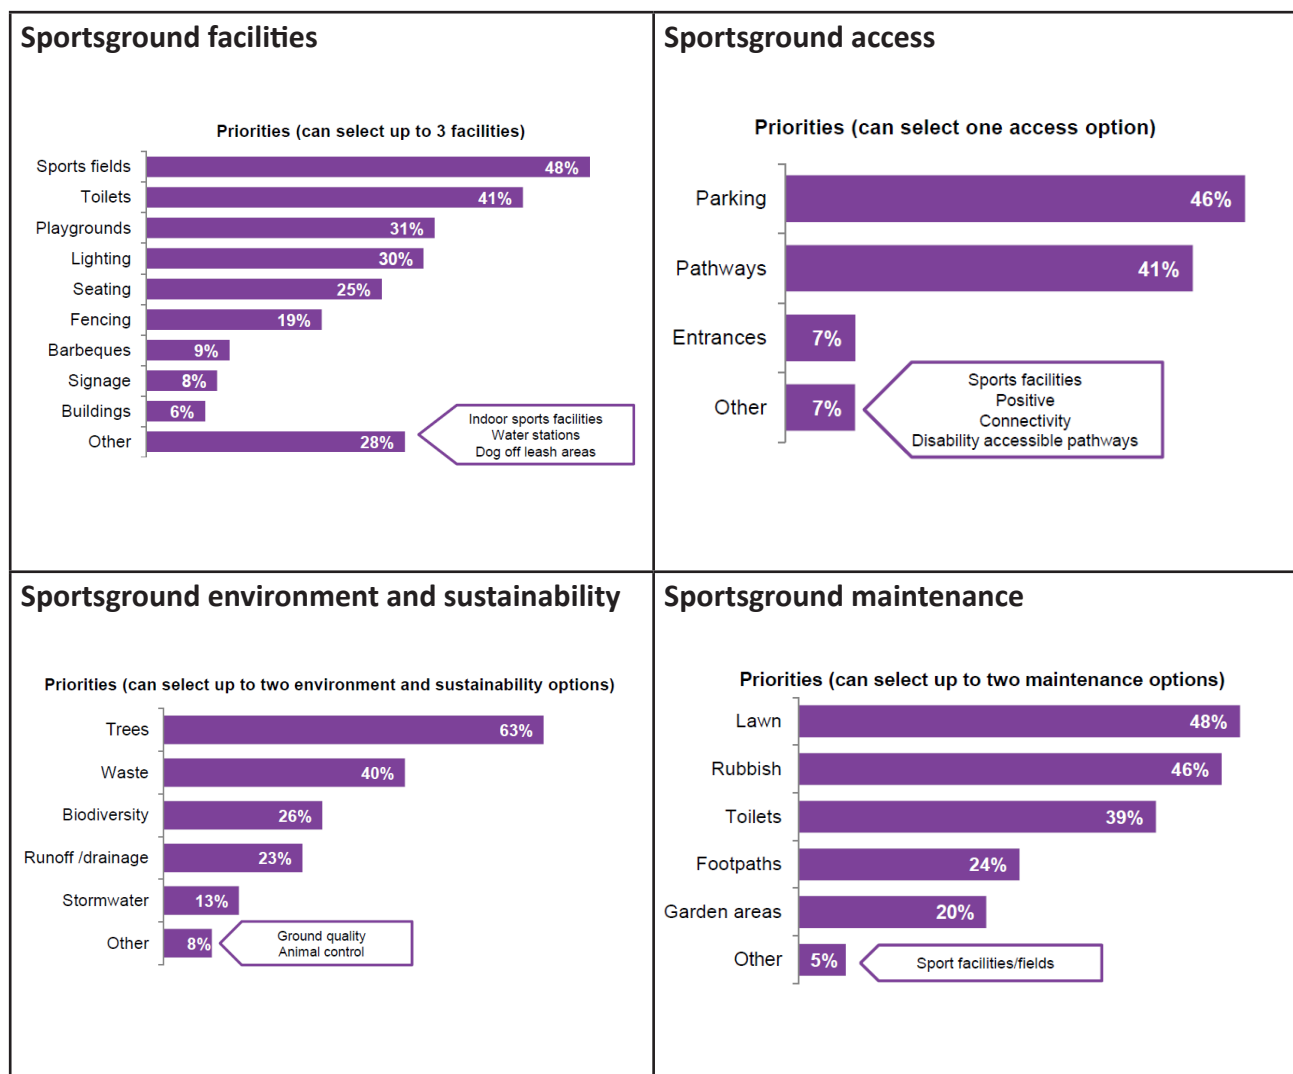 Sportsground facilities
Priorities (can select up to 3 facilities)
Sports fields 48%
Toilets 41%
Playgrounds 31%
Lighting 30%
Seating 25%
Fencing 19%
Barbeques 9%
Signage 8%
Buildings 6%
Other 28%
Indoor sports facilities
Water stations
Dog off leash areas
Sportsground access
Priorities (can select one access option)
Parking 46%
Pathways 41%
Entrances 7%
Other 7%
Sports facilities
Positive
Connectivity
Disability accessible pathways
Sportsground environment and sustainability
Priorities (can select up to two environment and sustainability options)
Trees 63%
Waste 40%
Biodiversity 26%
Runoff /drainage 23%
Stormwater 13%
Other 8%
Ground quality
Animal control
Sportsground maintenance
Priorities (can select up to two maintenance options)
Lawn 48%
Rubbish 46%
Toilets 39%
Footpaths 24%
Garden areas 20%
Other 5%
Sport facilities/fields